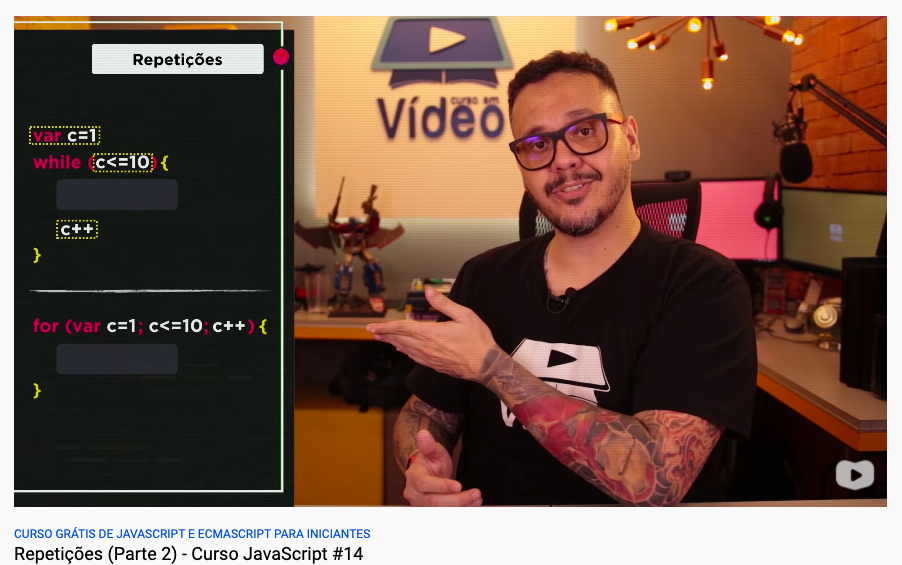 Repetições
var c=1
while (c<=10) {
c++
}
for (var c=1; c<=10; c++) {
}
curso em
Vídeo
CURSO GRÁTIS DE JAVASCRIPT E ECMASCRIPT PARA INICIANTES
Repetições (Parte 2) - Curso JavaScript #14